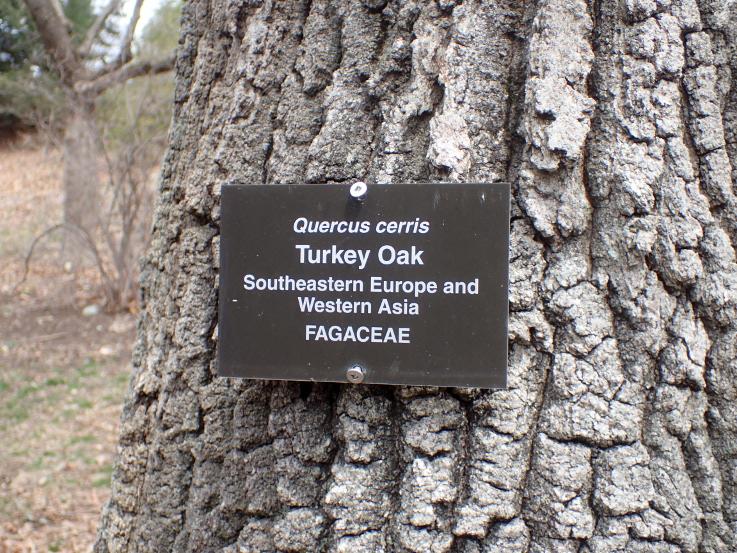 Quercus cerris
Turkey Oak
Southeastern Europe and
Western Asia
FAGACEAE